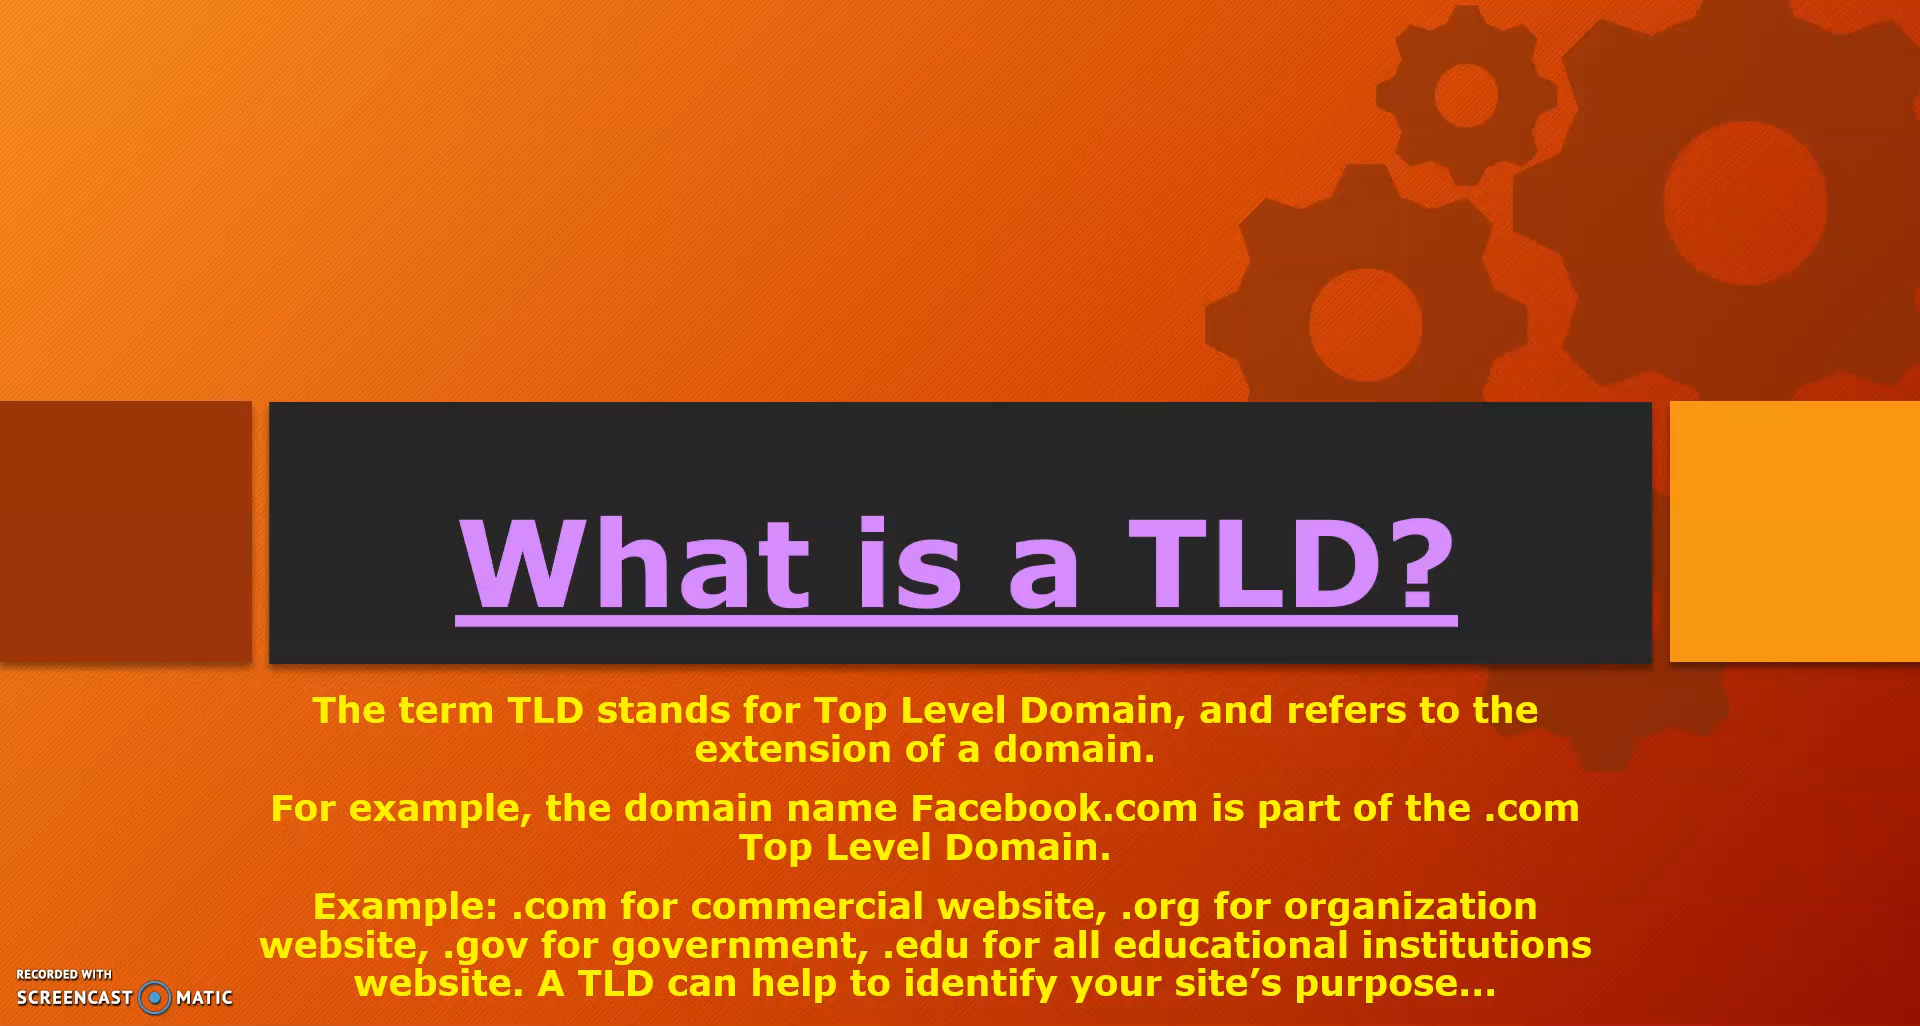 What is a TLD?
The term TLD stands for Top Level Domain, and refers to the
extension of a domain.
For example, the domain name Facebook.com is part of the .com
Top Level Domain.
Example: .com for commercial website, .org for organization
website, .gov for government, .edu for all educational institutions
website. A TLD can help to identify your site’s purpose...
RECORDED WITH
SCREENCAST MATIC